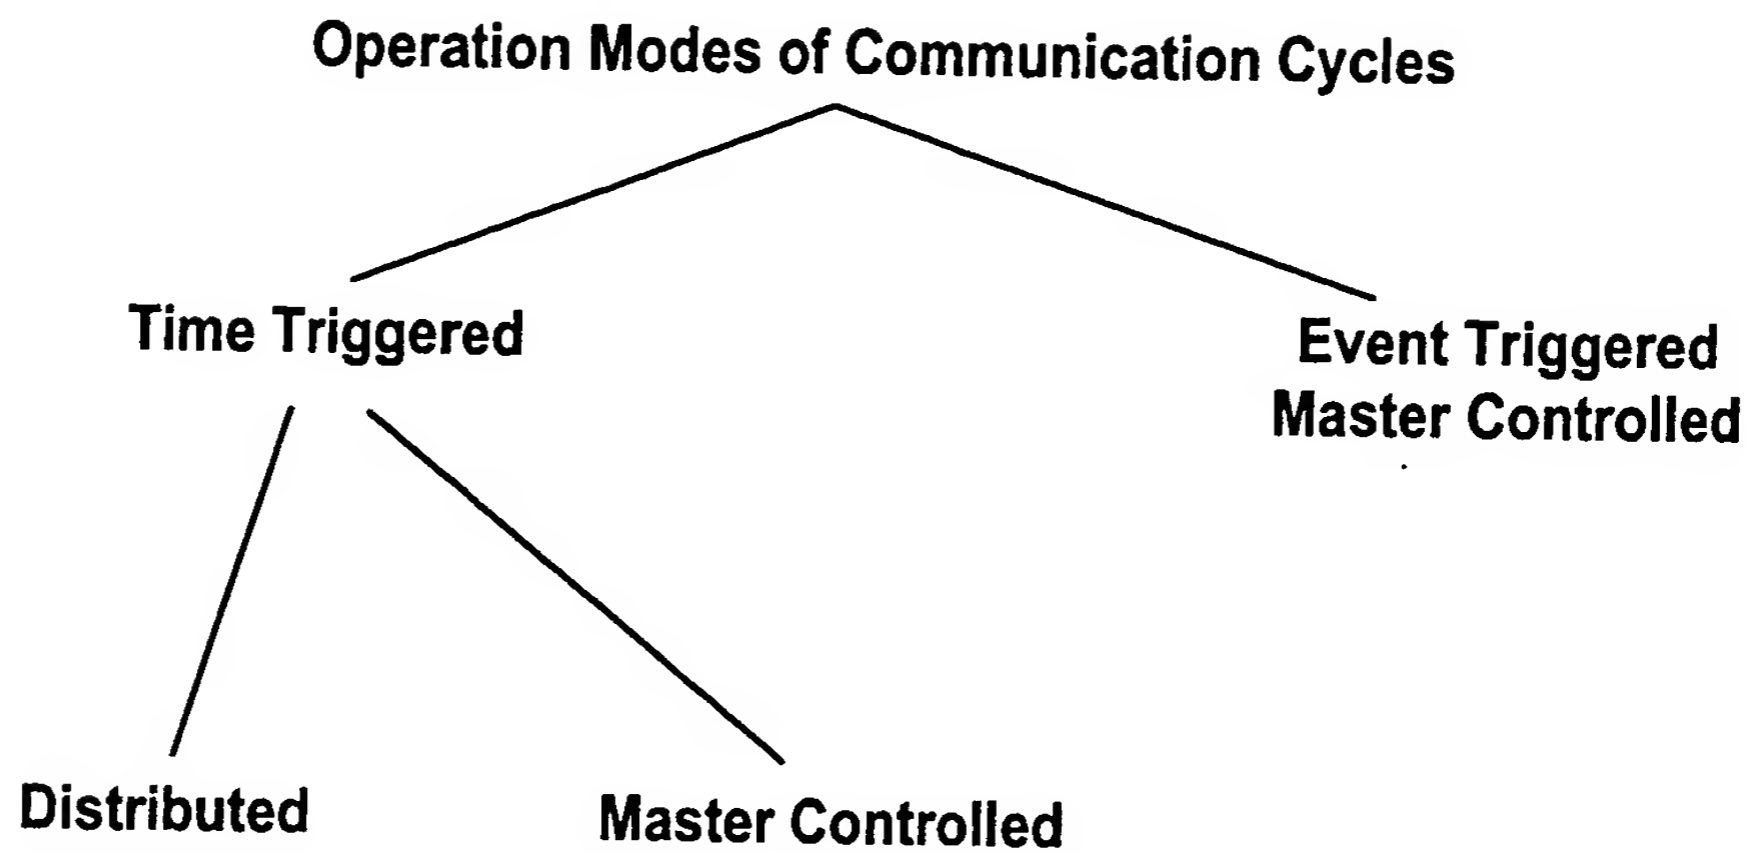 Operation Modes of Communication Cycles
Time Triggered
Event Triggered
Master Controlled
Distributed
Master Controlled